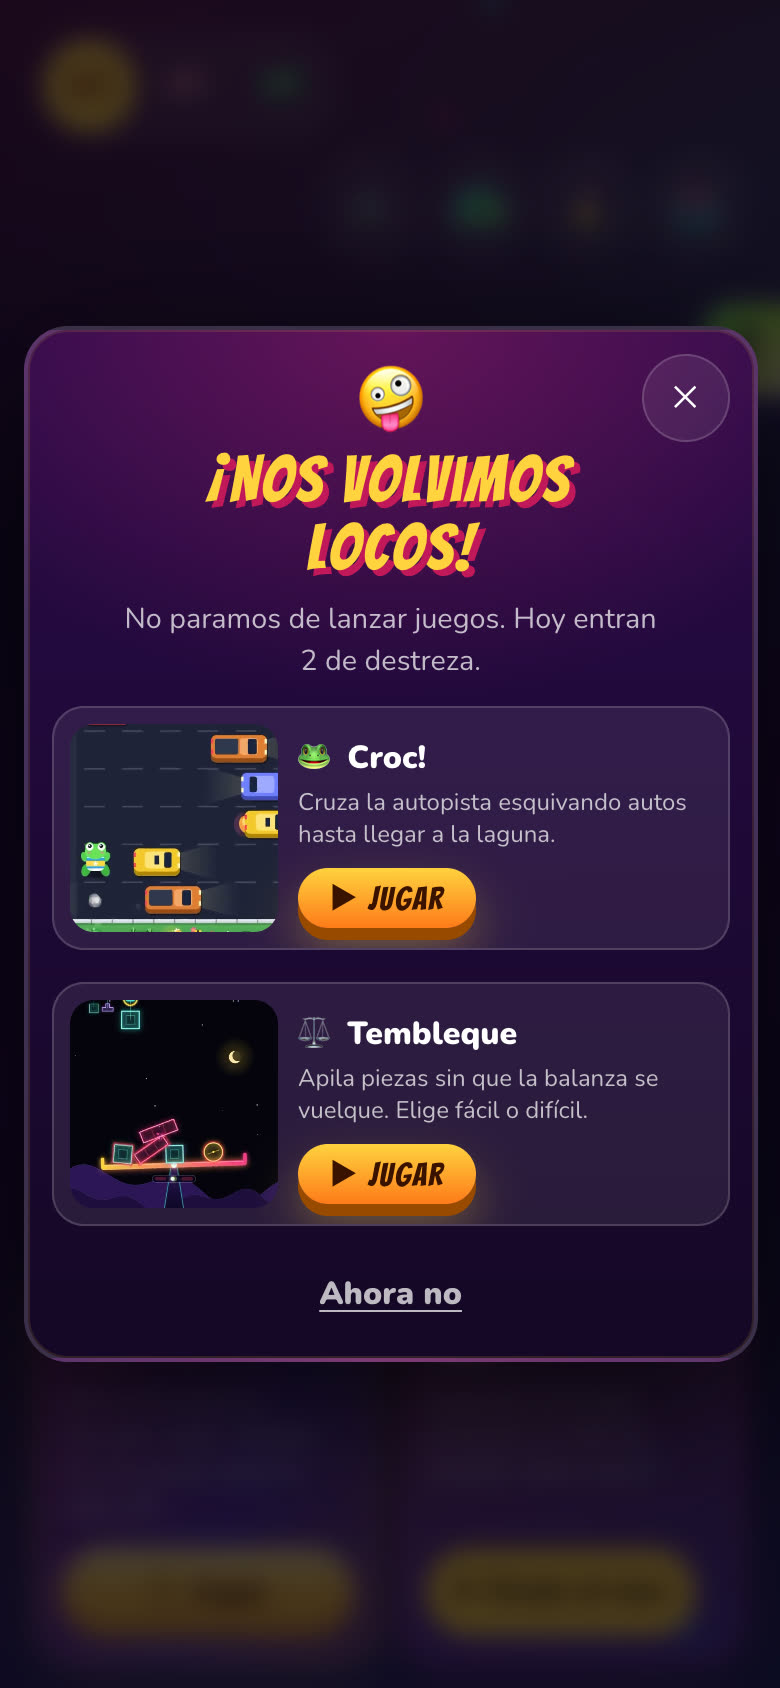 ¡NOS VOLVIMOS
LOCOS!
No paramos de lanzar juegos. Hoy entran
2 de destreza.
Croc!
Cruza la autopista esquivando autos
hasta llegar a la laguna.
JUGAR
Tembleque
Apila piezas sin que la balanza se
vuelque. Elige fácil o difícil.
JUGAR
Ahora no